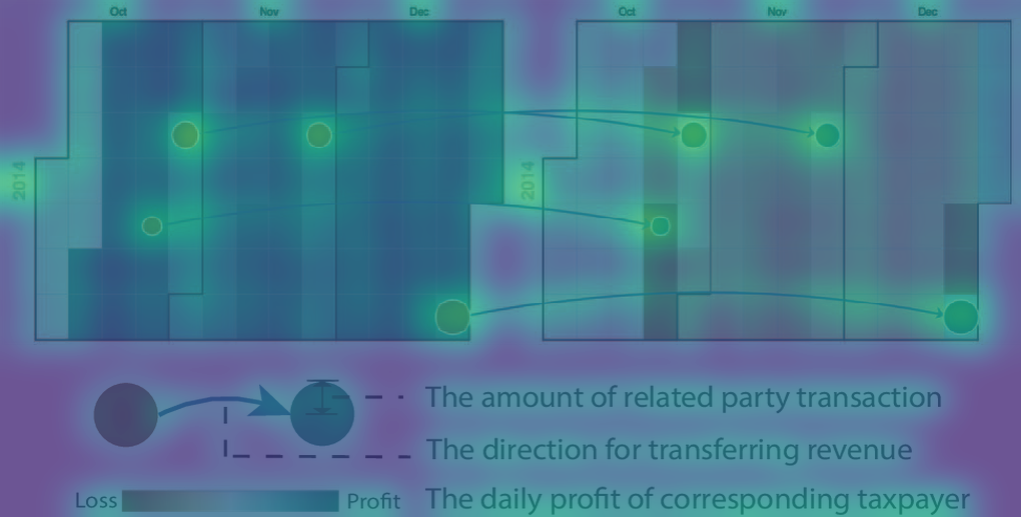 Oct Nov Dec Oct Nov Dec
2014 2014
The amount of related party transaction
The direction for transferring revenue
Loss Profit The daily profit of corresponding taxpayer